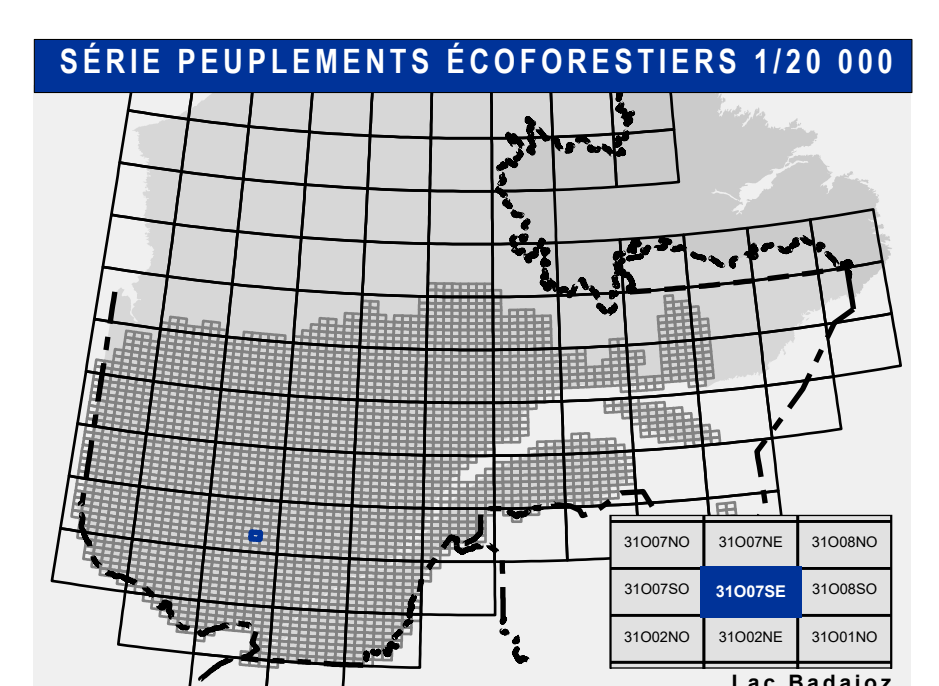 SÉRIE PEUPLEMENTS ÉCOFORESTIERS 1/20 000
31O07NO 31O07NE 31O08NO
31O07SO 31O07SE 31O08SO
31O02NO 31O02NE 31O01NO
Lac Badajoz